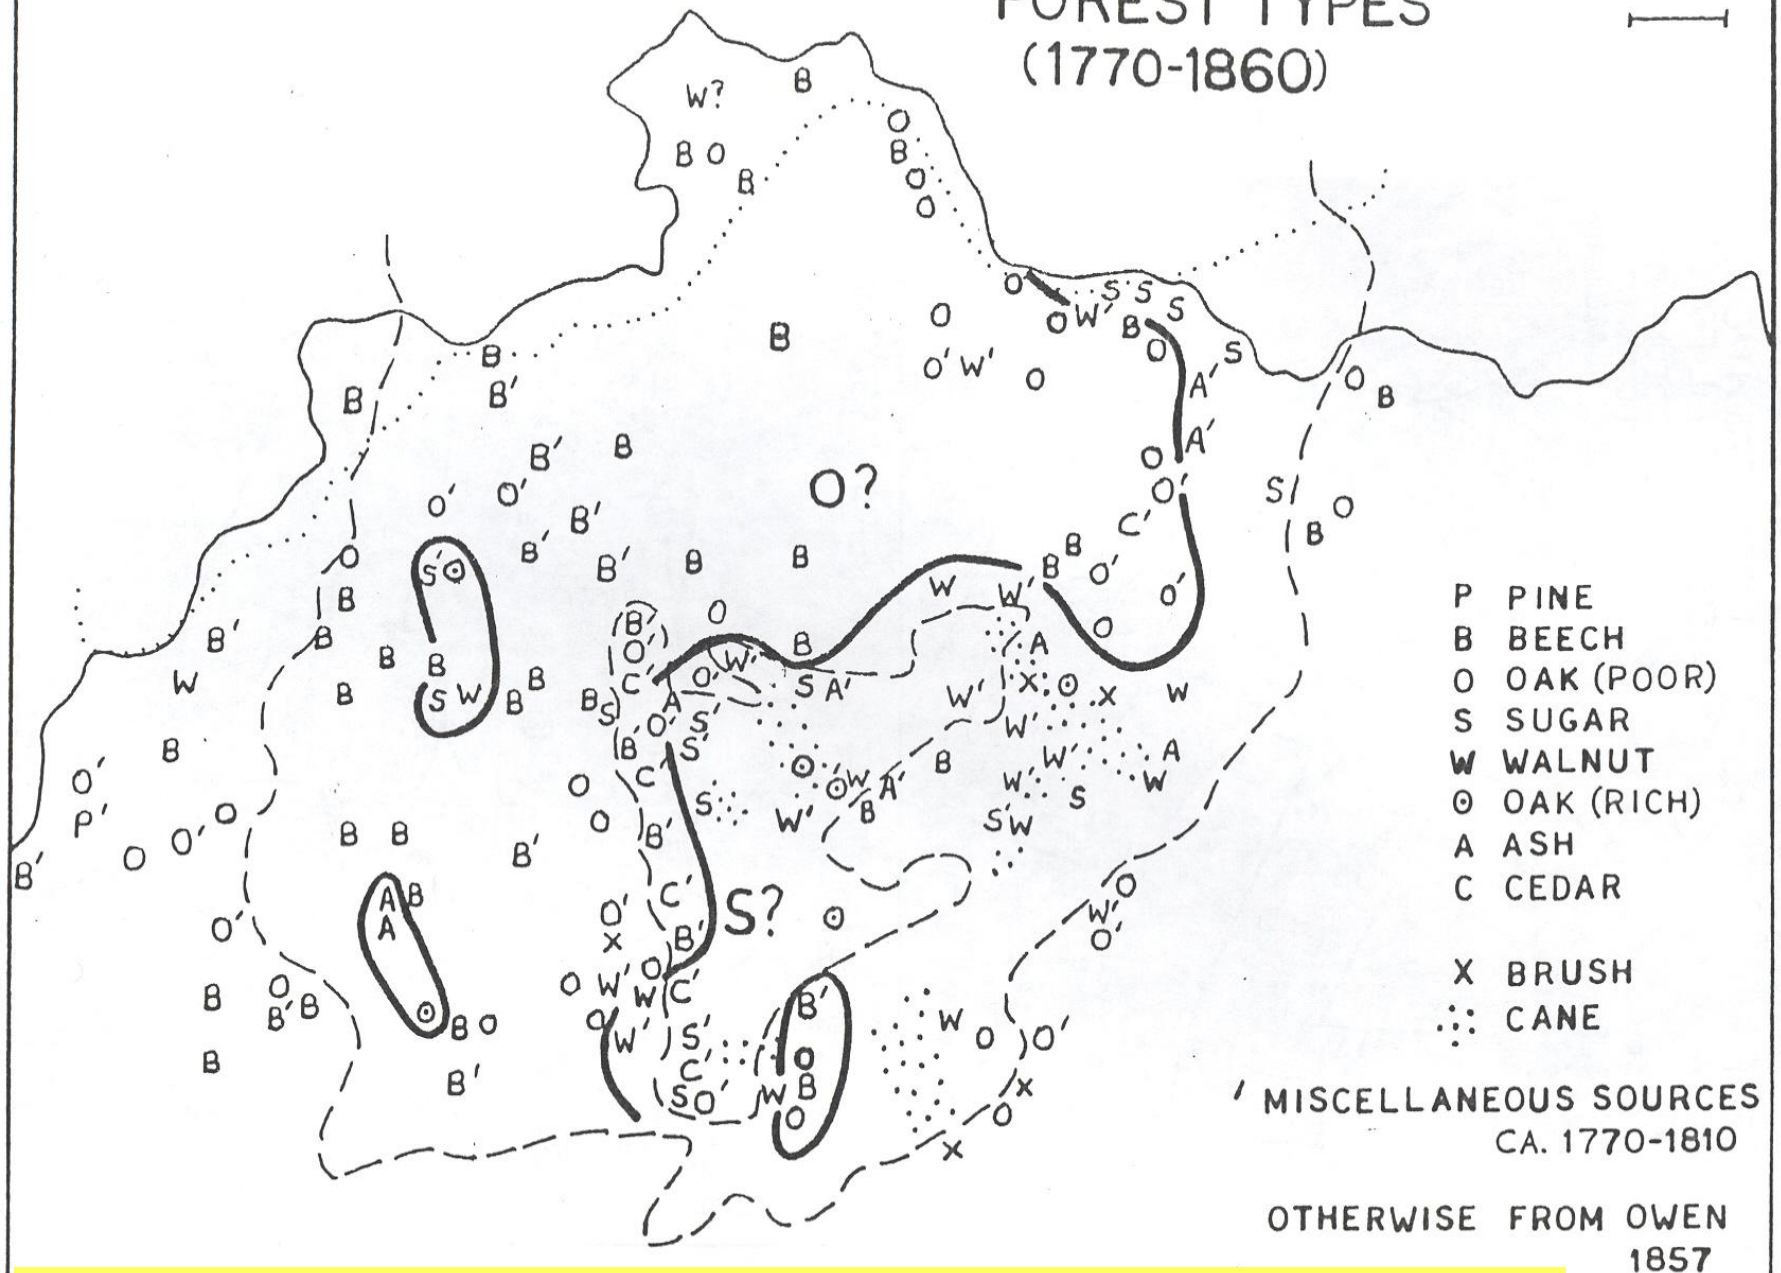 FOREST TYPES
(1770-1860)
W? B
O
B O B
B O
O
O S S S
O O W' B
B O
B O' W' O S
B B' A' O B
B' B A'
O
O' O' O? O' S O
B' C' B
O B' B' B B B B
S' O O' O'
B O B' O
B' B O' B A
B B C' O' W' S A' X O X W
W B S W B B B S A S' W'
B O' B' S' W' A
O' C' O W B W' W
P' O O S O A' W' S
O' O B W' B S W
B' O B B B' B'
A B C' S? O O
O' A O' X B' W' O'
B O O W' O W C' B'
B' B O B O O W' S' O W O O'
B B' C' B X
S O' W O O
X
P PINE
B BEECH
O OAK (POOR)
S SUGAR
W WALNUT
⊙ OAK (RICH)
A ASH
C CEDAR
X BRUSH
CANE
' MISCELLANEOUS SOURCES
CA. 1770-1810
OTHERWISE FROM OWEN
1857